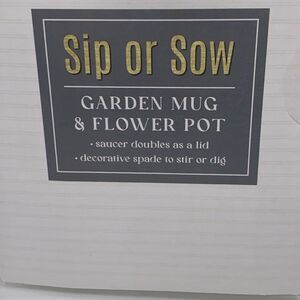 Sip or Sow
GARDEN MUG
& FLOWER POT
• saucer doubles as a lid
• decorative spade to stir or dig